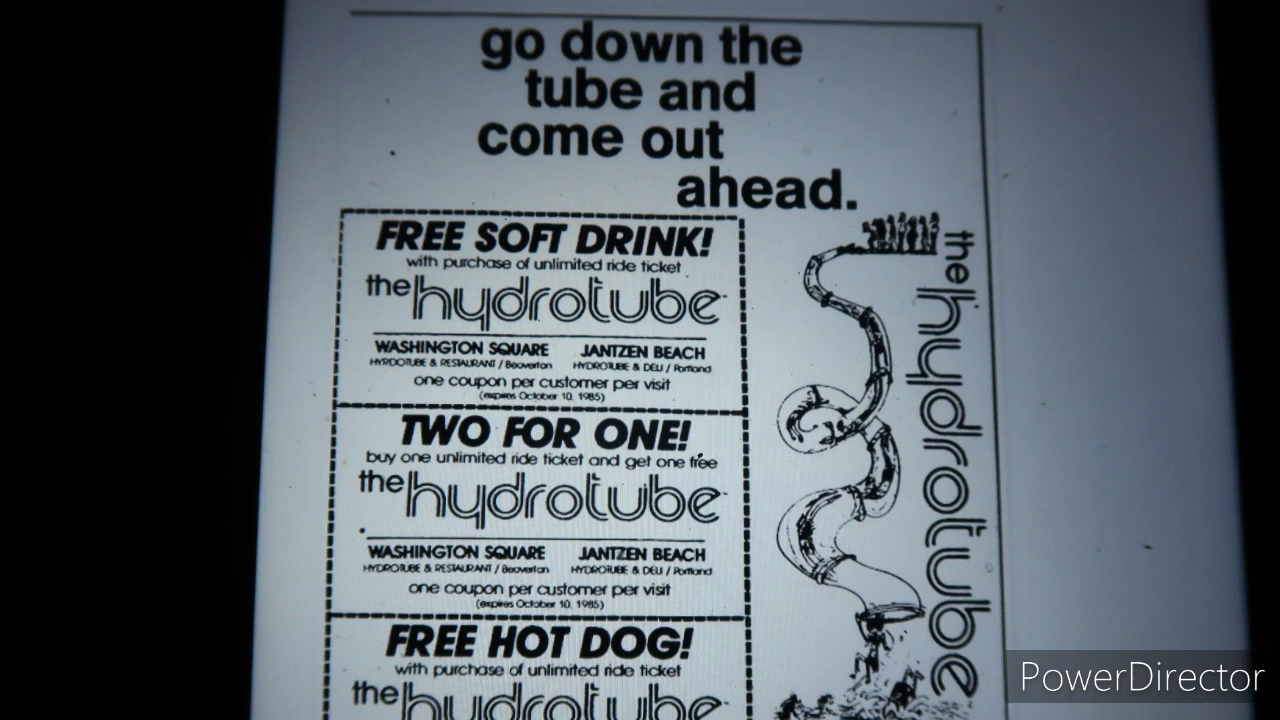 go down the
tube and
come out
ahead.
FREE SOFT DRINK!
with purchase of unlimited ride ticket
the hydrotube
WASHINGTON SQUARE JANTZEN BEACH
HYRDOTUBE & RESTAURANT / Beaverton HYDROTUBE & DELI / Portland
one coupon per customer per visit
(expires October 10, 1985)
TWO FOR ONE!
buy one unlimited ride ticket and get one free
the hydrotube
WASHINGTON SQUARE JANTZEN BEACH
HYDROTUBE & RESTAURANT / Beaverton HYDROTUBE & DELI / Portland
one coupon per customer per visit
(expires October 10, 1985)
FREE HOT DOG!
with purchase of unlimited ride ticket
the hydrotube
the hydrotube
PowerDirector